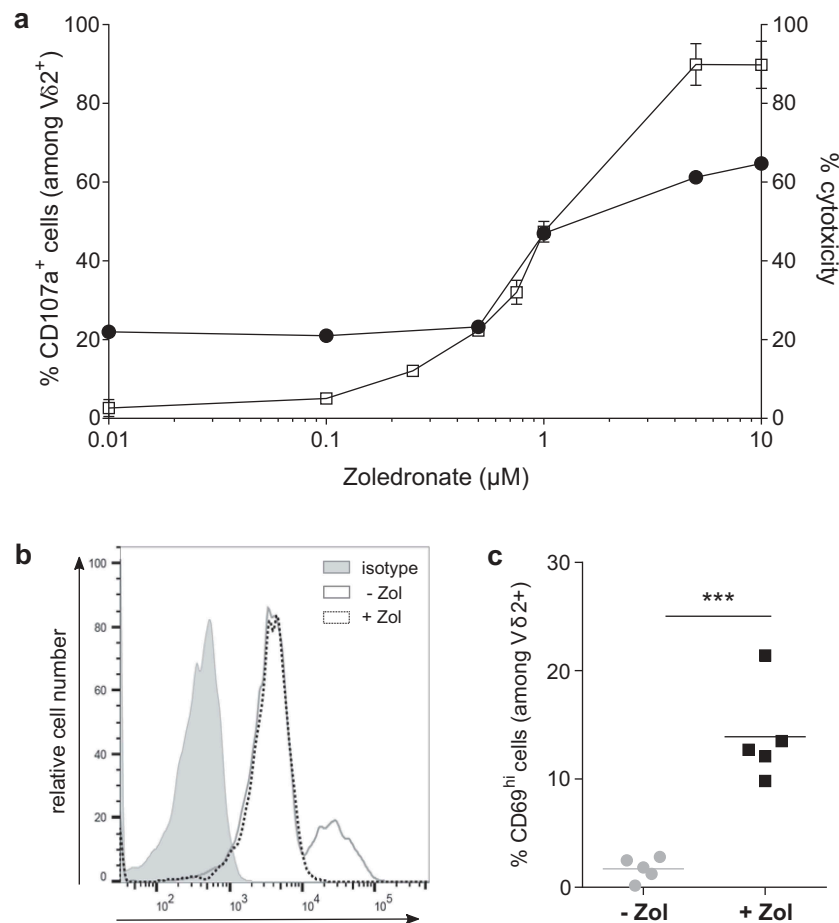 a
% CD107a+ cells (among Vδ2+)
100
80
60
40
20
0
0.01
0.1
1
10
Zoledronate (μM)
100
80
60
40
20
0
% cytotxicity
b
relative cell number
100
80
60
40
20
0
10²
10³
10⁴
10⁵
isotype
- Zol
+ Zol
c
% CD69hi cells (among Vδ2+)
30
20
10
0
***
- Zol
+ Zol